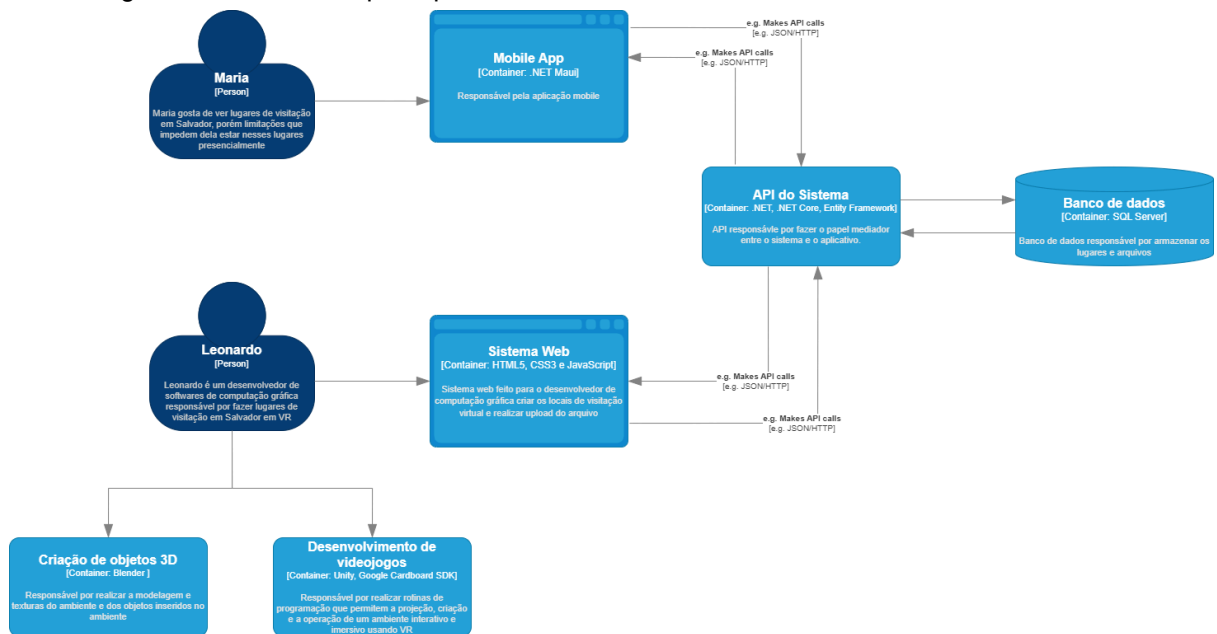 e.g. Makes API calls
[e.g. JSON/HTTP]
e.g. Makes API calls
[e.g. JSON/HTTP]
Maria
[Person]
Maria gosta de ver lugares de visitação
em Salvador, porém limitações que
impedem dela estar nesses lugares
presencialmente
Mobile App
[Container: .NET Maui]
Responsável pela aplicação mobile
API do Sistema
[Container: .NET, .NET Core, Entity Framework]
API responsávle por fazer o papel mediador
entre o sistema e o aplicativo.
Banco de dados
[Container: SQL Server]
Banco de dados responsável por armazenar os
lugares e arquivos
Leonardo
[Person]
Leonardo é um desenvolvedor de
softwares de computação gráfica
responsável por fazer lugares de
visitação em Salvador em VR
Sistema Web
[Container: HTML5, CSS3 e JavaScript]
Sistema web feito para o desenvolvedor de
computação gráfica criar os locais de visitação
virtual e realizar upload do arquivo
e.g. Makes API calls
[e.g. JSON/HTTP]
e.g. Makes API calls
[e.g. JSON/HTTP]
Criação de objetos 3D
[Container: Blender ]
Responsável por realizar a modelagem e
texturas do ambiente e dos objetos inseridos no
ambiente
Desenvolvimento de
videojogos
[Container: Unity, Google Cardboard SDK]
Responsável por realizar rotinas de
programação que permitem a projeção, criação
e a operação de um ambiente interativo e
imersivo usando VR